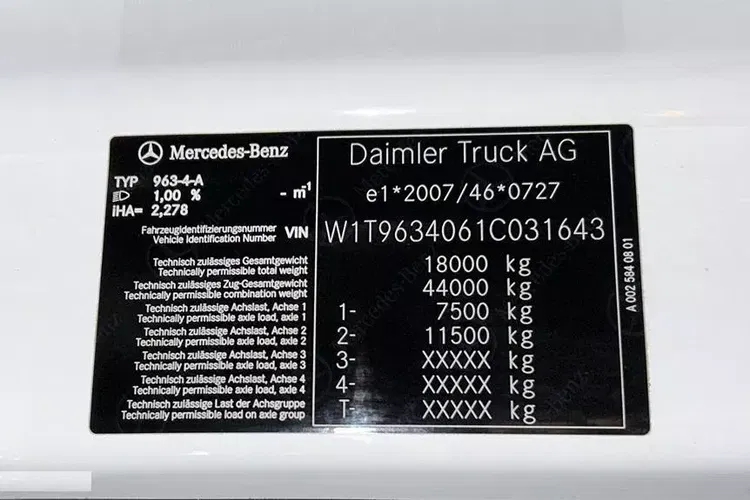 Mercedes-Benz
TYP 963-4-A
1,00 % - m⁻¹
iHA= 2,278
Fahrzeugidentifizierungsnummer
Vehicle Identification Number VIN
Technisch zulässiges Gesamtgewicht
Technically permissible total weight
Technisch zulässiges Zug-Gesamtgewicht
Technically permissible combination weight
Technisch zulässige Achslast, Achse 1
Technically permissible axle load, axle 1
Technisch zulässige Achslast, Achse 2
Technically permissible axle load, axle 2
Technisch zulässige Achslast, Achse 3
Technically permissible axle load, axle 3
Technisch zulässige Achslast, Achse 4
Technically permissible axle load, axle 4
Technisch zulässige Last der Achsgruppe
Technically permissible load on axle group
Daimler Truck AG
e1*2007/46*0727
W1T9634061C031643
18000 kg
44000 kg
1- 7500 kg
2- 11500 kg
3- XXXXX kg
4- XXXXX kg
T- XXXXX kg
A 002 584 08 01